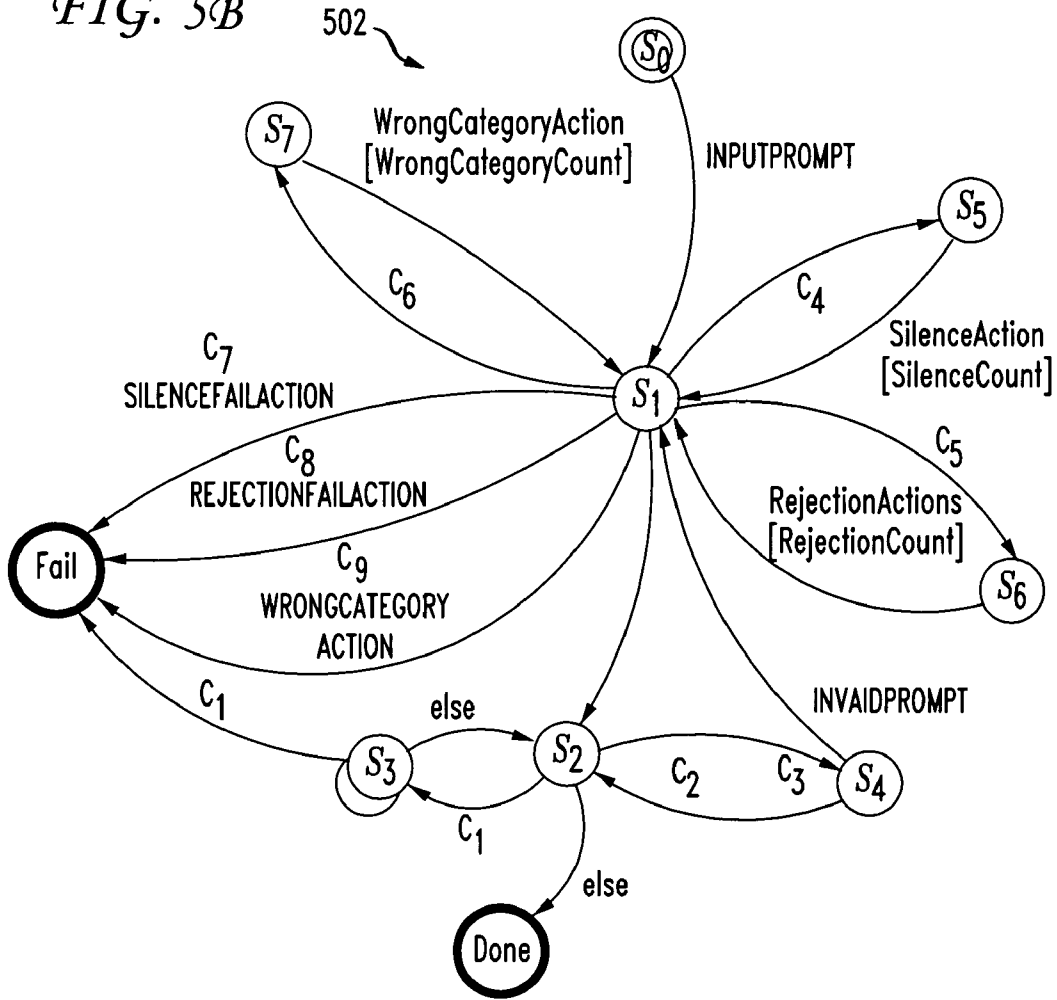 FIG. 5B
502
S0
S7
WrongCategoryAction
[WrongCategoryCount]
INPUTPROMPT
S5
C6
C4
SilenceAction
[SilenceCount]
C7
SILENCEFAILACTION
S1
C8
REJECTIONFAILACTION
C5
RejectionActions
[RejectionCount]
Fail
C9
WRONGCATEGORY
ACTION
S6
C1
else
INVAIDPROMPT
S3
S2
C2
C3
S4
C1
else
Done